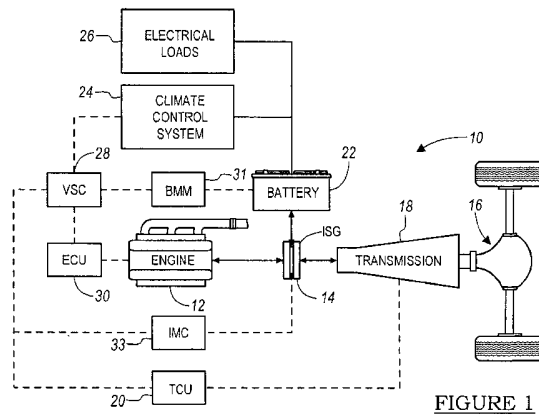 26
ELECTRICAL
LOADS
24
CLIMATE
CONTROL
SYSTEM
10
28
VSC
31
BMM
BATTERY
22
16
18
ISG
ECU
30
ENGINE
12
14
TRANSMISSION
IMC
33
TCU
20
FIGURE 1